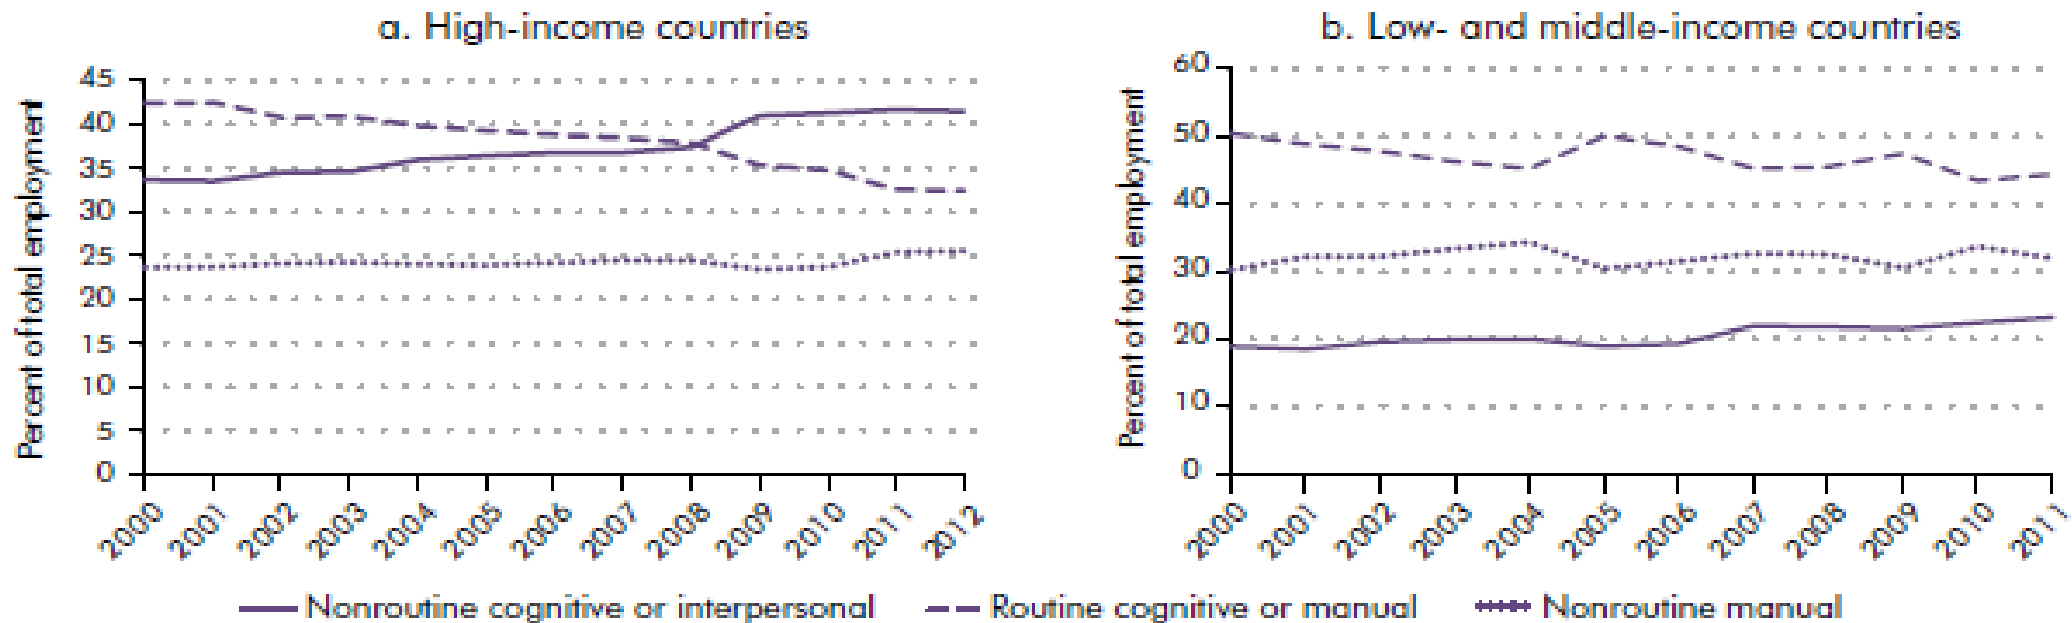 a. High-income countries
Percent of total employment
45
40
35
30
25
20
15
10
5
0
2000 2001 2002 2003 2004 2005 2006 2007 2008 2009 2010 2011 2012
b. Low- and middle-income countries
Percent of total employment
60
50
40
30
20
10
0
2000 2001 2002 2003 2004 2005 2006 2007 2008 2009 2010 2011
Nonroutine cognitive or interpersonal Routine cognitive or manual Nonroutine manual